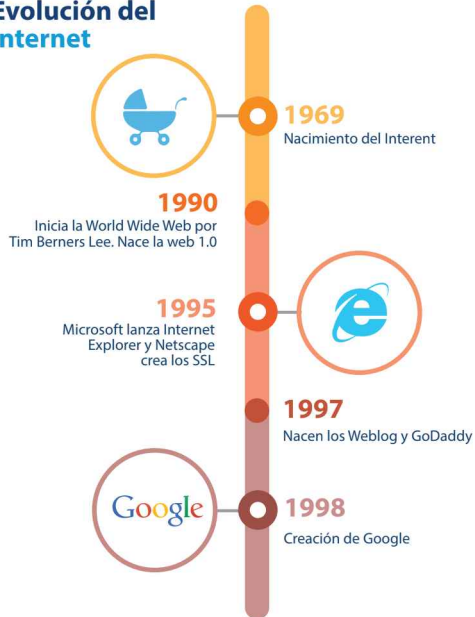 Evolución del
Internet
1969
Nacimiento del Interent
1990
Inicia la World Wide Web por
Tim Berners Lee. Nace la web 1.0
1995
Microsoft lanza Internet
Explorer y Netscape
crea los SSL
1997
Nacen los Weblog y GoDaddy
Google
1998
Creación de Google